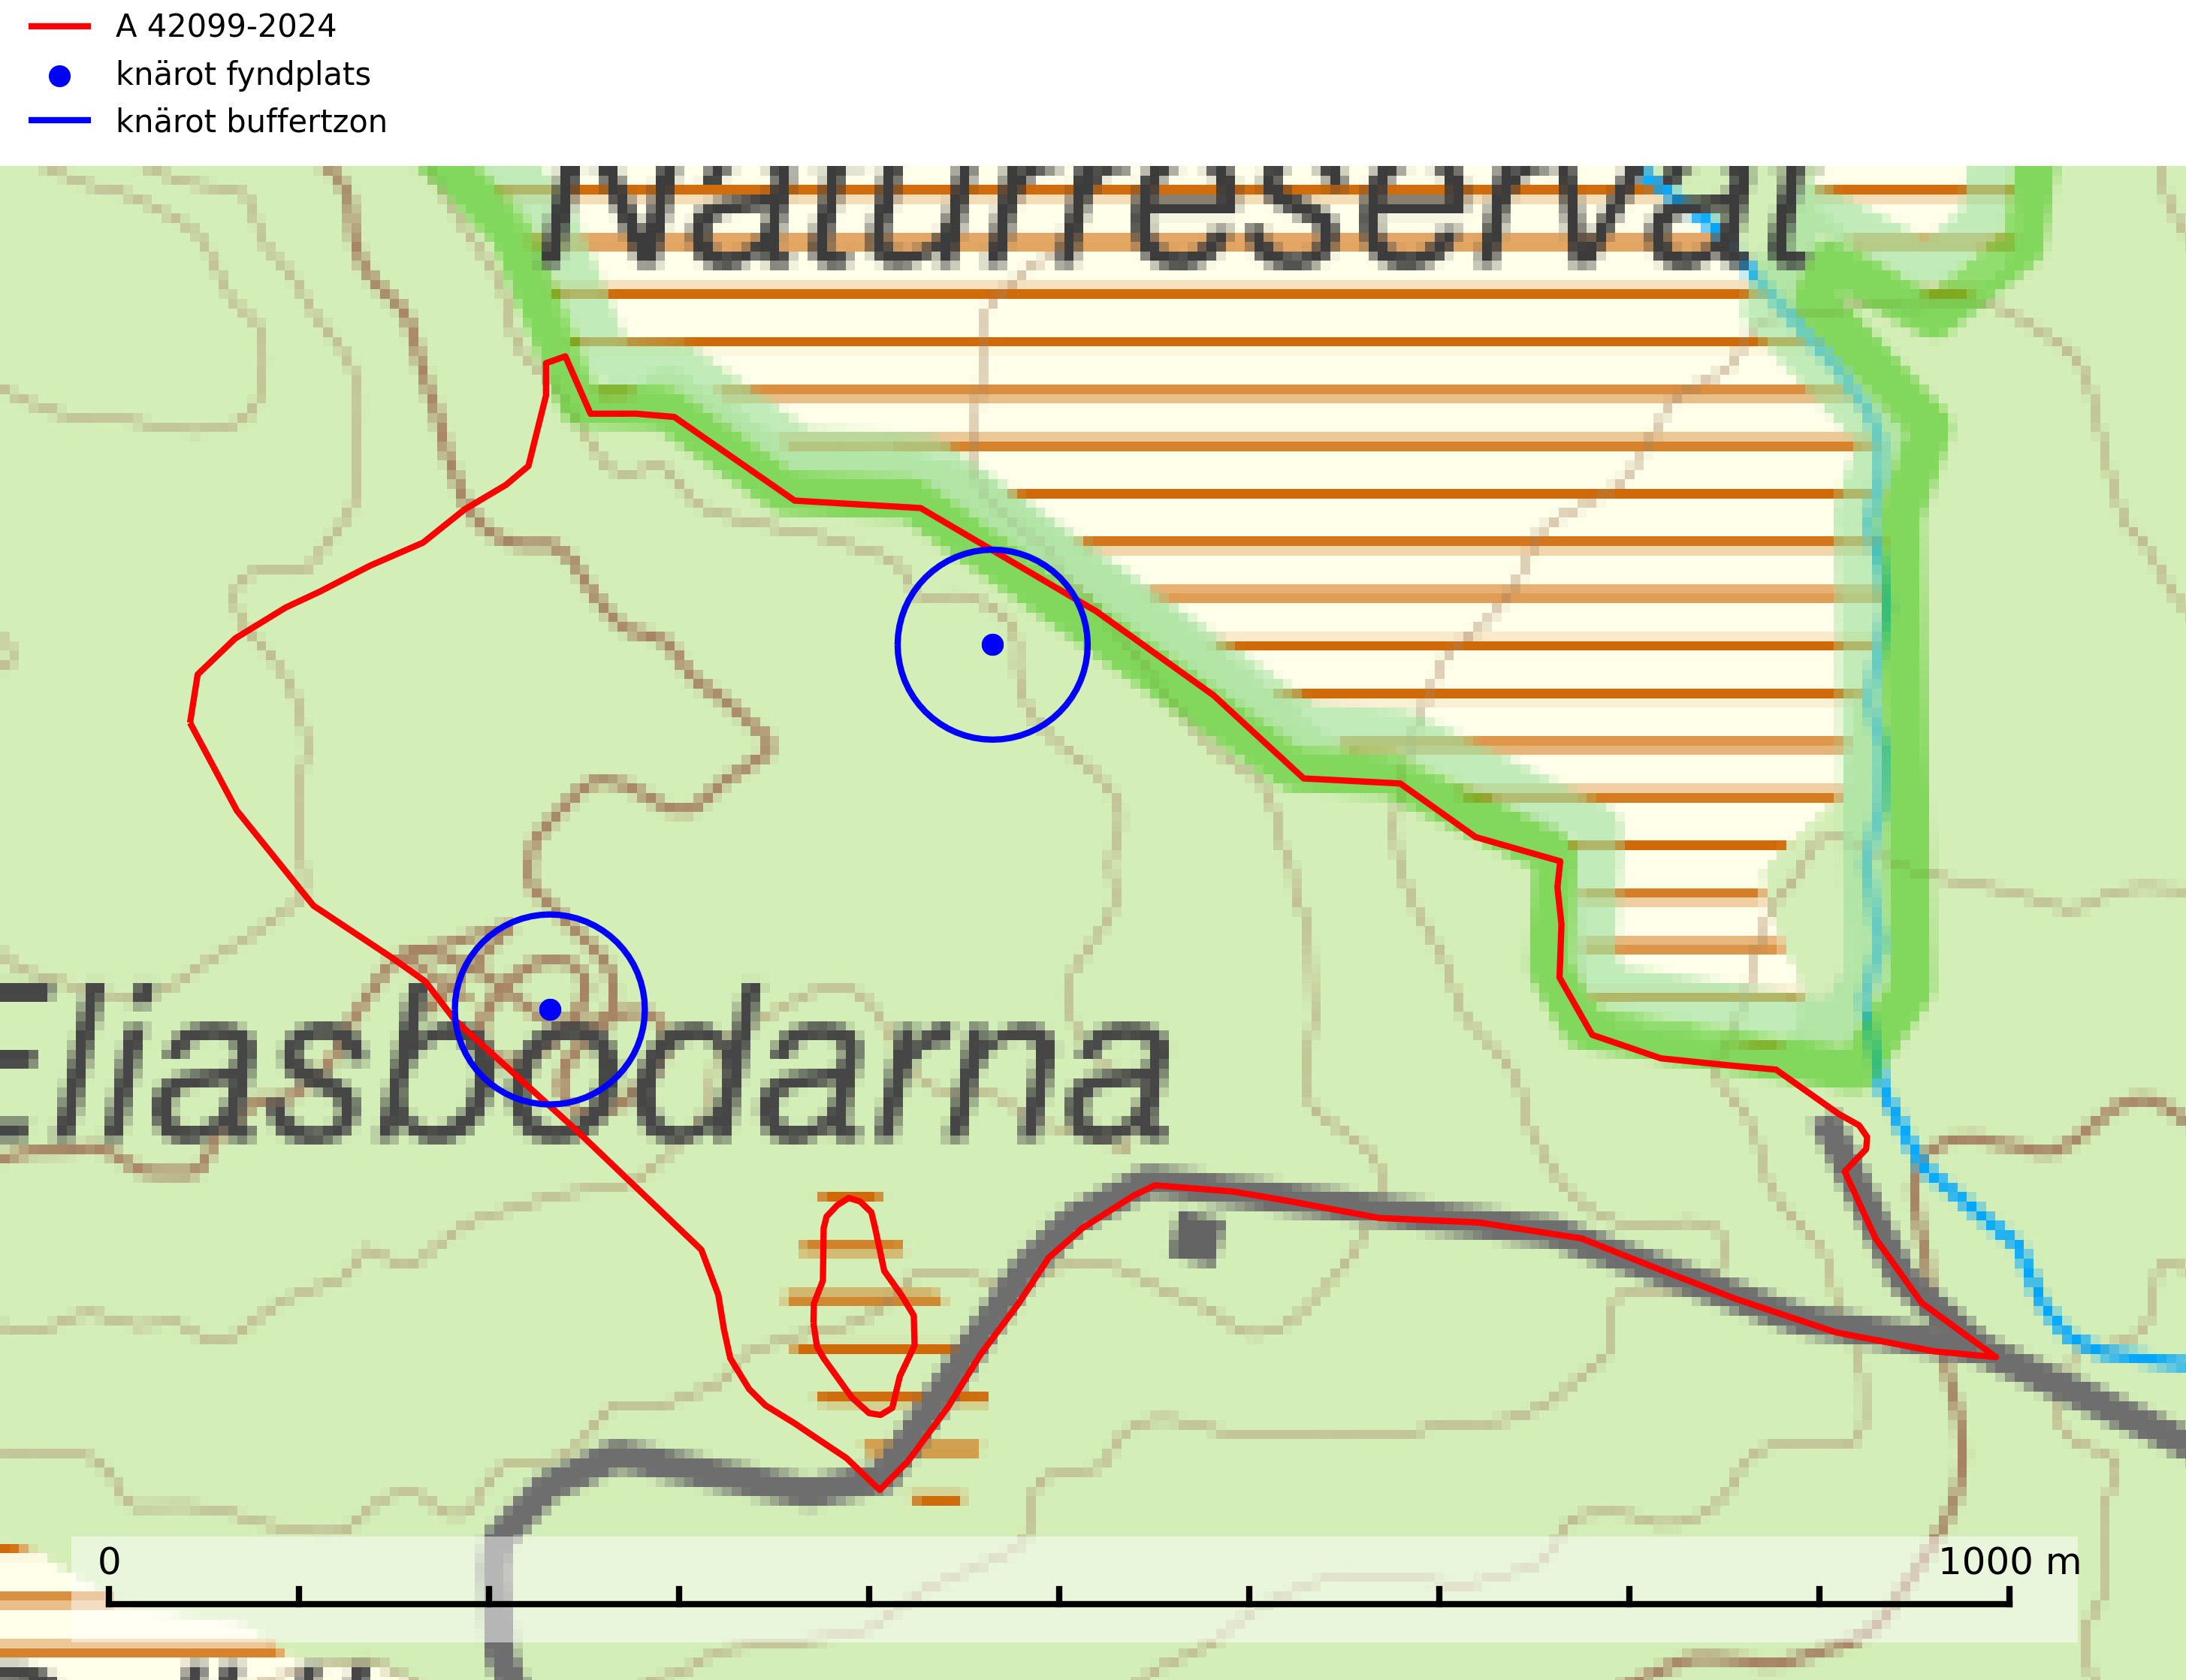 A 42099-2024
knärot fyndplats
knärot buffertzon
Naturreservat
Eliasbodarna
0
1000 m